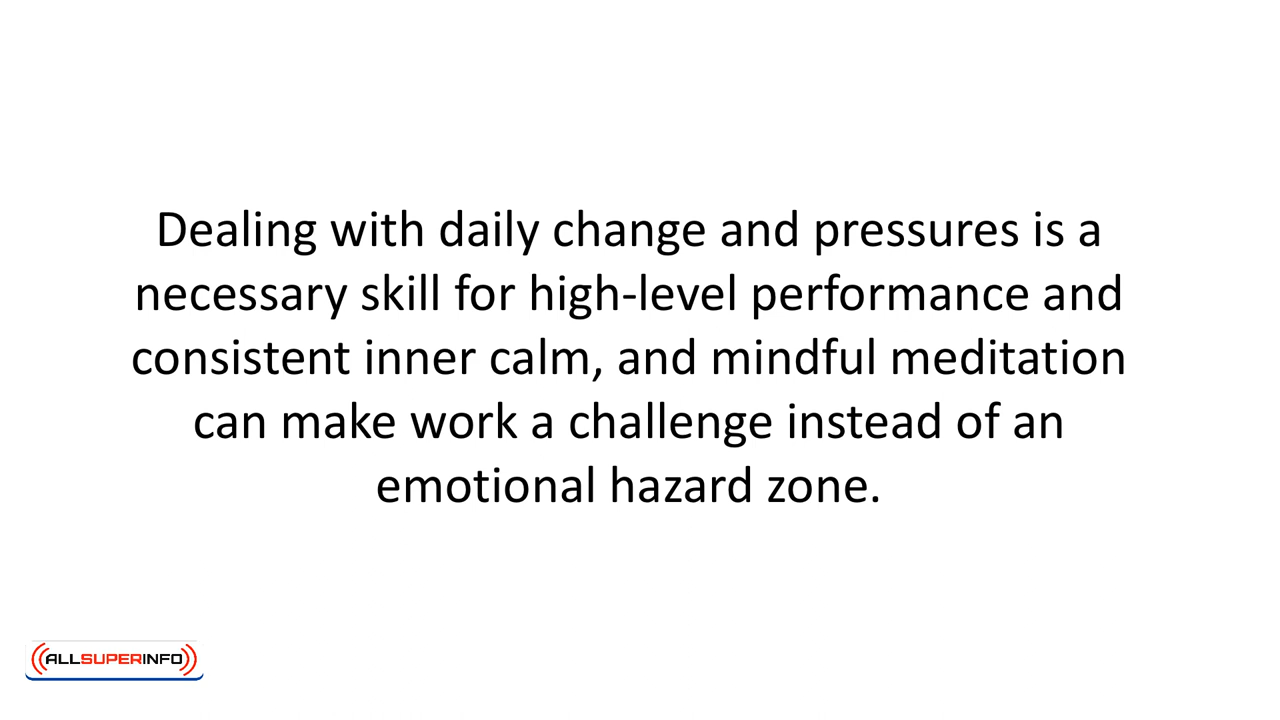 Dealing with daily change and pressures is a
necessary skill for high-level performance and
consistent inner calm, and mindful meditation
can make work a challenge instead of an
emotional hazard zone.
ALLSUPERINFO